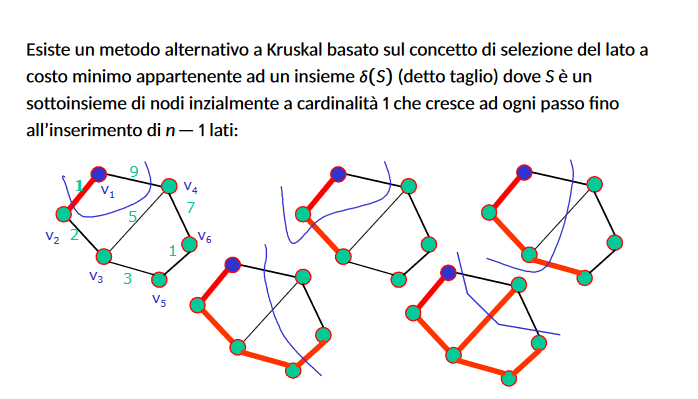 Esiste un metodo alternativo a Kruskal basato sul concetto di selezione del lato a
costo minimo appartenente ad un insieme δ(S) (detto taglio) dove S è un
sottoinsieme di nodi inzialmente a cardinalità 1 che cresce ad ogni passo fino
all'inserimento di n – 1 lati:
9
1
v₁
v₄
5
7
v₂
2
v₆
1
v₃
3
v₅